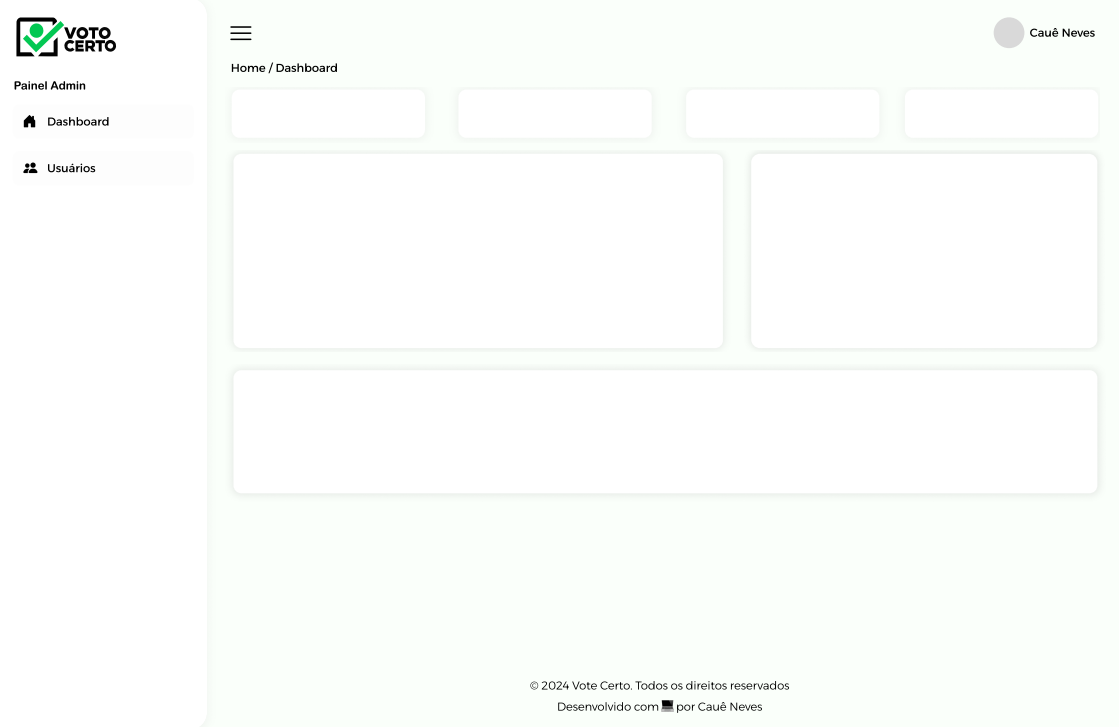 VOTO
CERTO
Cauê Neves
Home / Dashboard
Painel Admin
Dashboard
Usuários
© 2024 Vote Certo. Todos os direitos reservados
Desenvolvido com 💻 por Cauê Neves